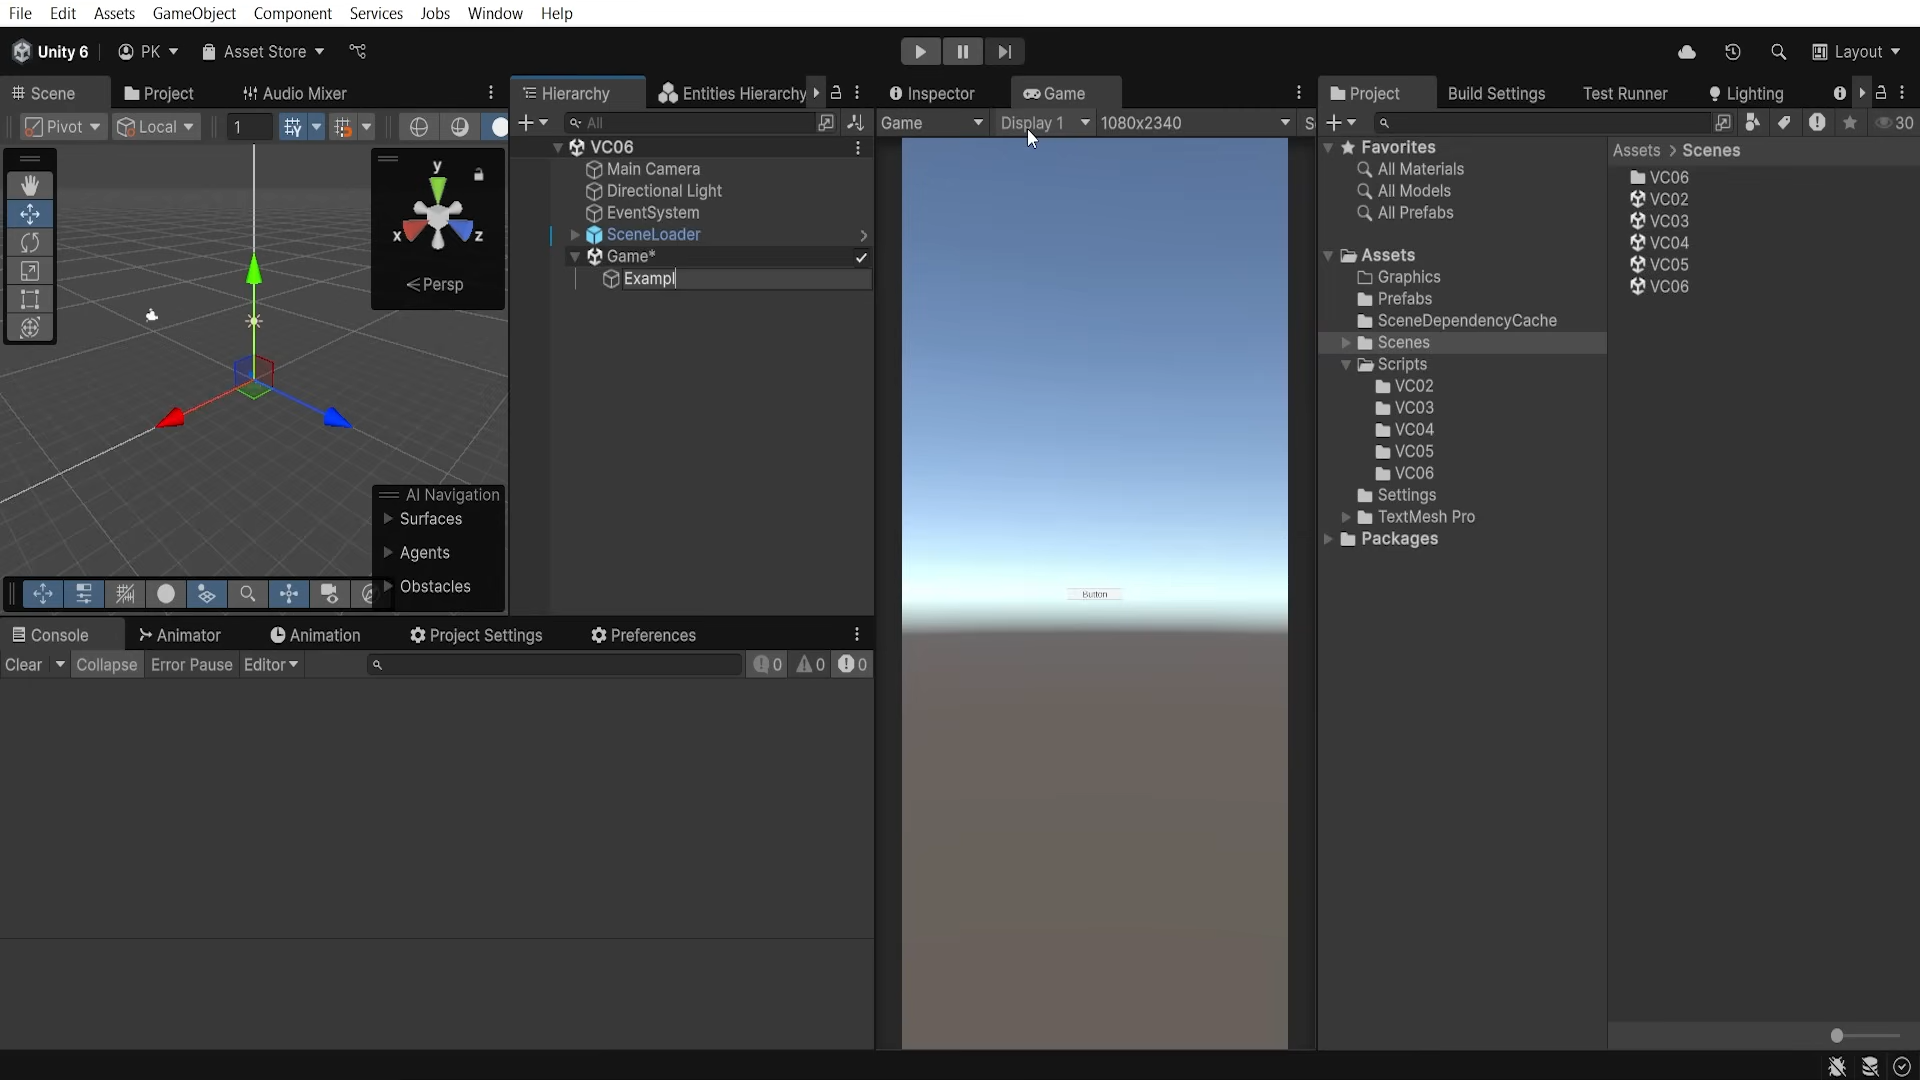 File Edit Assets GameObject Component Services Jobs Window Help
Unity 6 PK Asset Store Layout
Scene Project Audio Mixer Hierarchy Entities Hierarchy Inspector Game Project Build Settings Test Runner Lighting
Pivot Local 1 All Game Display 1 1080x2340 S 30
VC06
Main Camera
Directional Light
EventSystem
SceneLoader
Game*
Exampl
y
x z
Persp
AI Navigation
Surfaces
Agents
Obstacles
Button
Favorites
All Materials
All Models
All Prefabs
Assets
Graphics
Prefabs
SceneDependencyCache
Scenes
Scripts
VC02
VC03
VC04
VC05
VC06
Settings
TextMesh Pro
Packages
Assets > Scenes
VC06
VC02
VC03
VC04
VC05
VC06
Console Animator Animation Project Settings Preferences
Clear Collapse Error Pause Editor 0 0 0